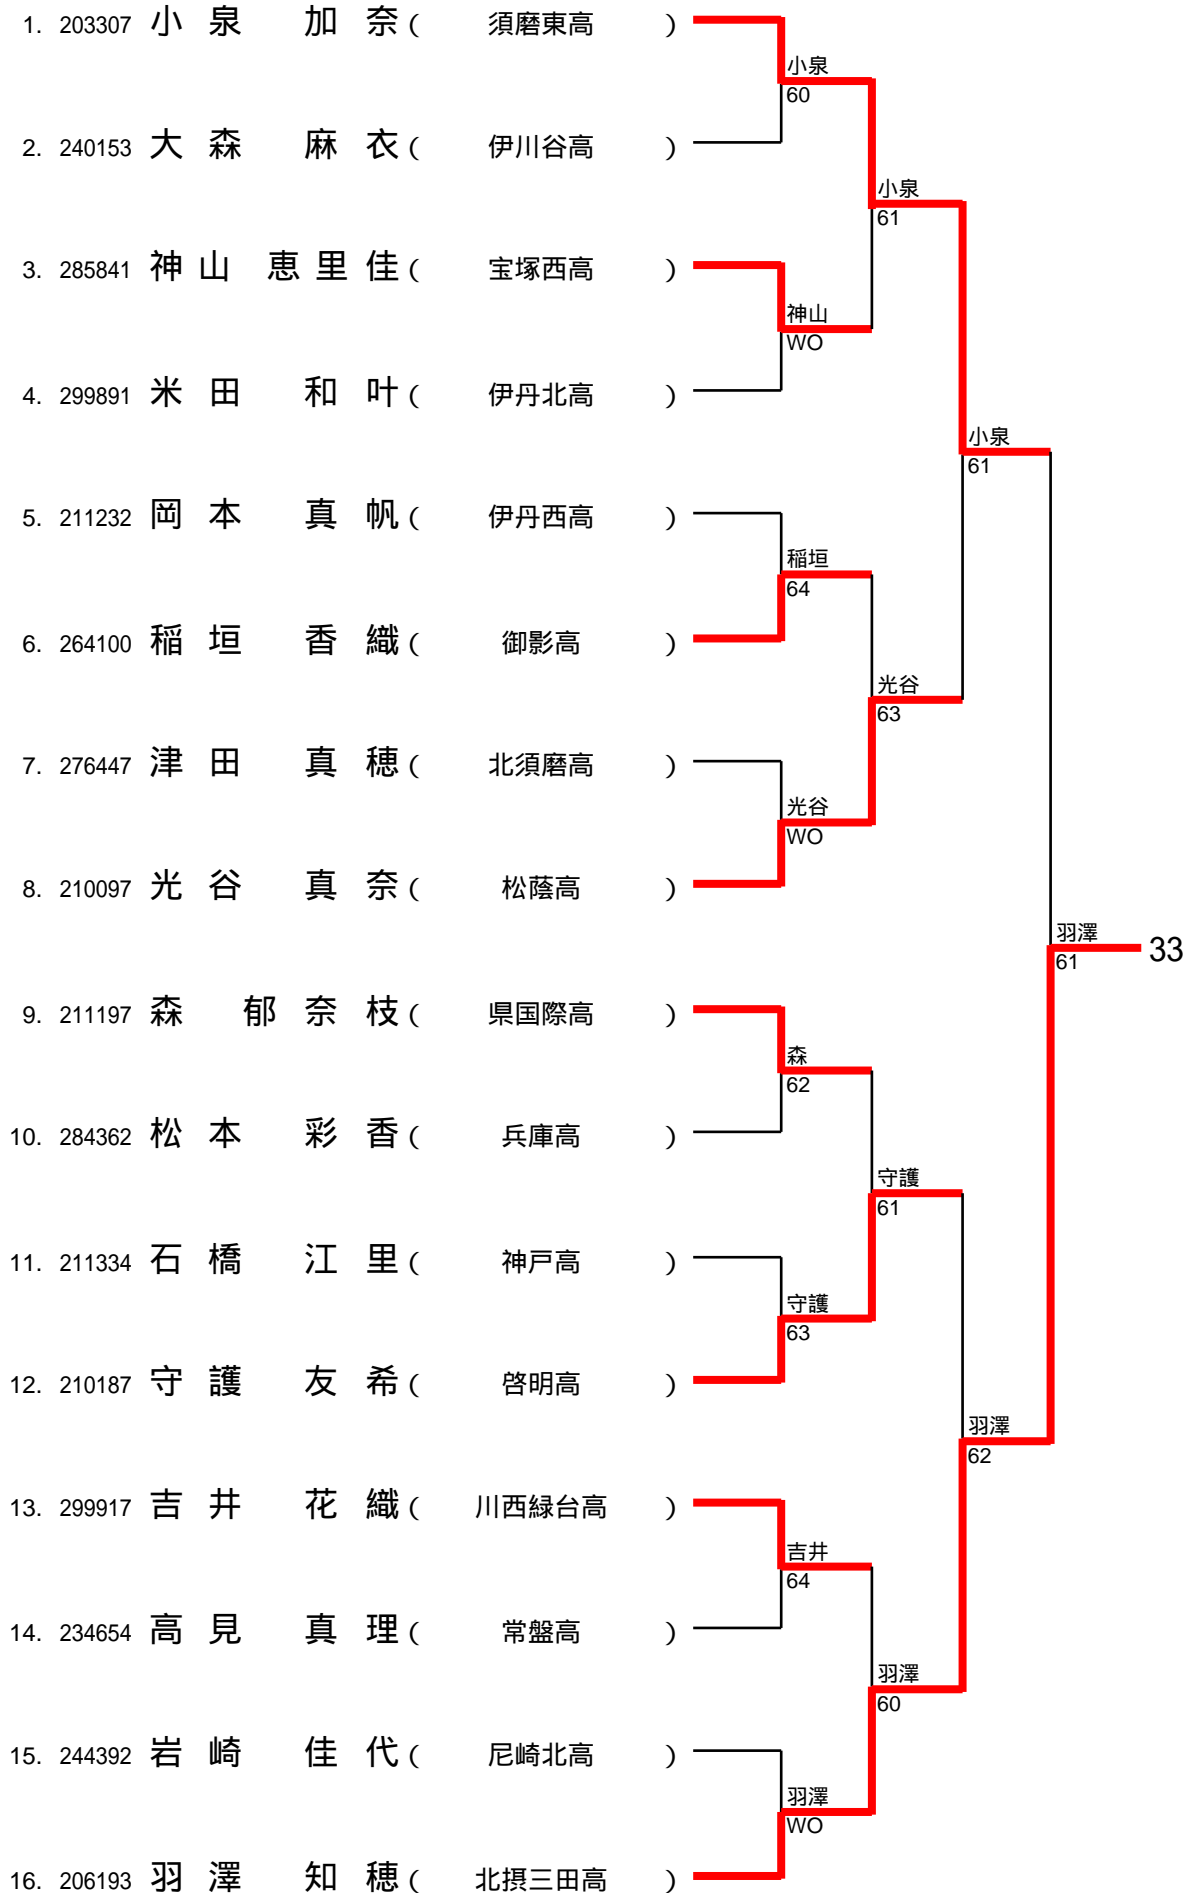 1. 203307 小泉 加奈 ( 須磨東高 )
小泉
60
2. 240153 大森 麻衣 ( 伊川谷高 )
小泉
61
3. 285841 神山 恵里佳 ( 宝塚西高 )
神山
WO
4. 299891 米田 和叶 ( 伊丹北高 )
小泉
61
5. 211232 岡本 真帆 ( 伊丹西高 )
稲垣
64
6. 264100 稲垣 香織 ( 御影高 )
光谷
63
7. 276447 津田 真穂 ( 北須磨高 )
光谷
WO
8. 210097 光谷 真奈 ( 松蔭高 )
羽澤
61
33
9. 211197 森 郁奈枝 ( 県国際高 )
森
62
10. 284362 松本 彩香 ( 兵庫高 )
守護
61
11. 211334 石橋 江里 ( 神戸高 )
守護
63
12. 210187 守護 友希 ( 啓明高 )
羽澤
62
13. 299917 吉井 花織 ( 川西緑台高 )
吉井
64
14. 234654 高見 真理 ( 常盤高 )
羽澤
60
15. 244392 岩崎 佳代 ( 尼崎北高 )
羽澤
WO
16. 206193 羽澤 知穂 ( 北摂三田高 )